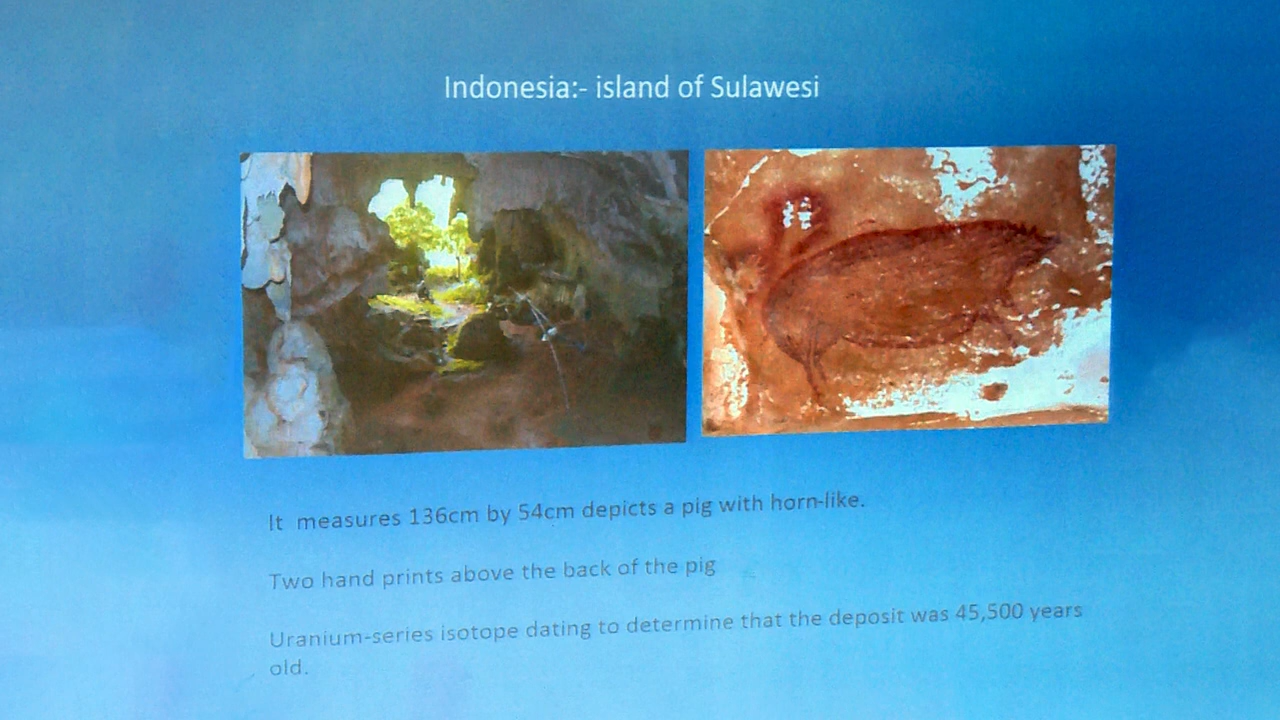 Indonesia:- island of Sulawesi
It measures 136cm by 54cm depicts a pig with horn-like.
Two hand prints above the back of the pig
Uranium-series isotope dating to determine that the deposit was 45,500 years
old.